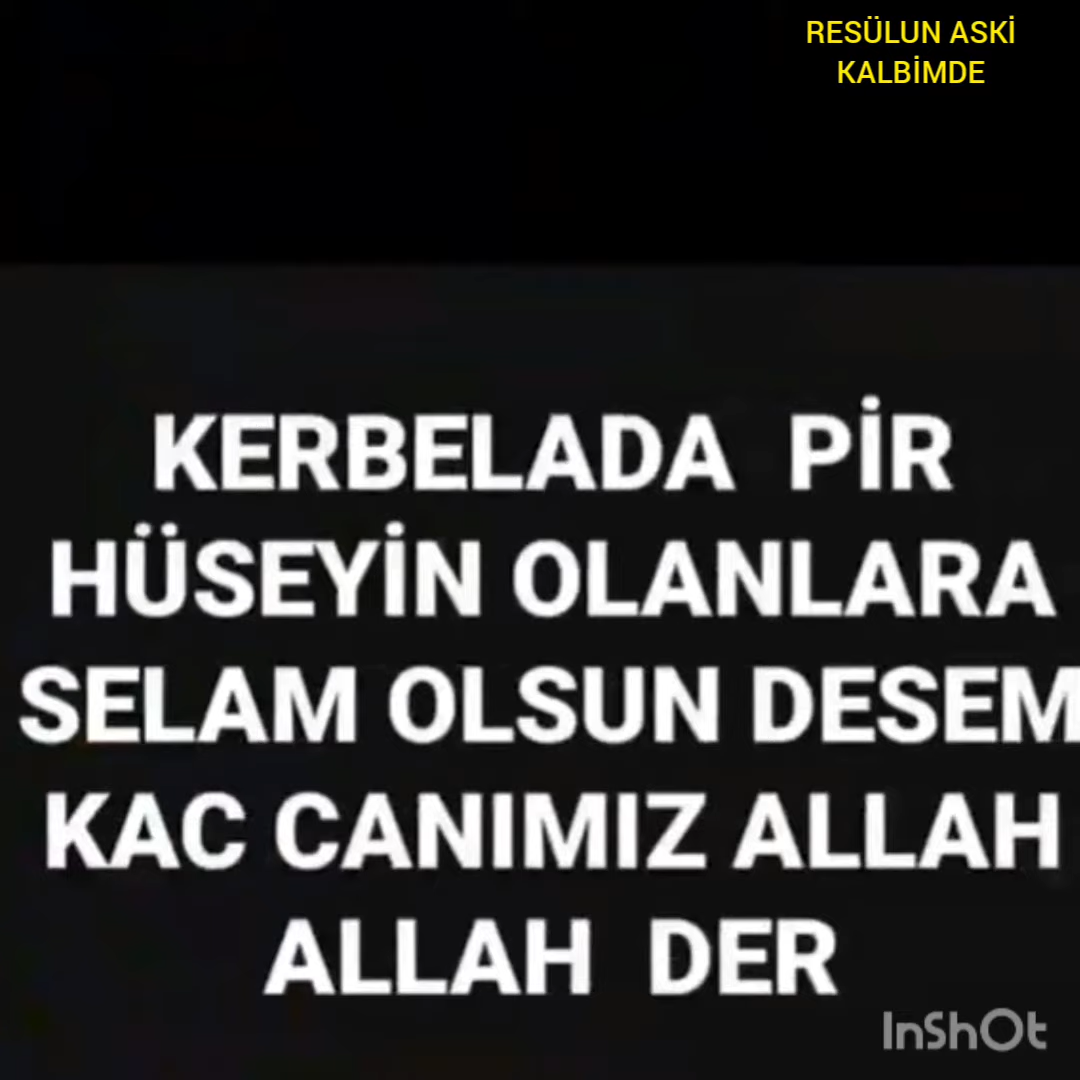 RESÜLUN ASKİ
KALBİMDE
KERBELADA PİR
HÜSEYİN OLANLARA
SELAM OLSUN DESEM
KAC CANIMIZ ALLAH
ALLAH DER
InShOt